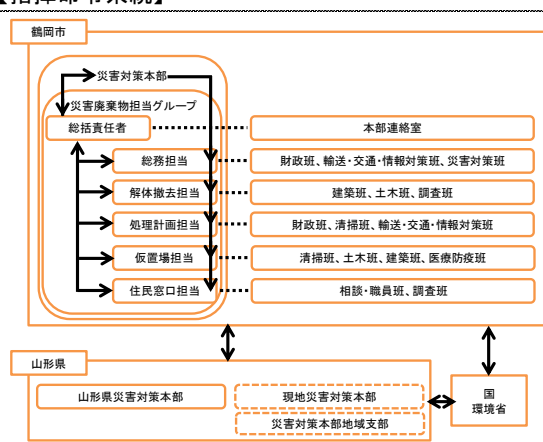 【指揮命令系統】
鶴岡市
災害対策本部
災害廃棄物担当グループ
総括責任者
本部連絡室
総務担当
財政班、輸送・交通・情報対策班、災害対策班
解体撤去担当
建築班、土木班、調査班
処理計画担当
財政班、清掃班、輸送・交通・情報対策班
仮置場担当
清掃班、土木班、建築班、医療防疫班
住民窓口担当
相談・職員班、調査班
山形県
山形県災害対策本部
現地災害対策本部
災害対策本部地域支部
国
環境省